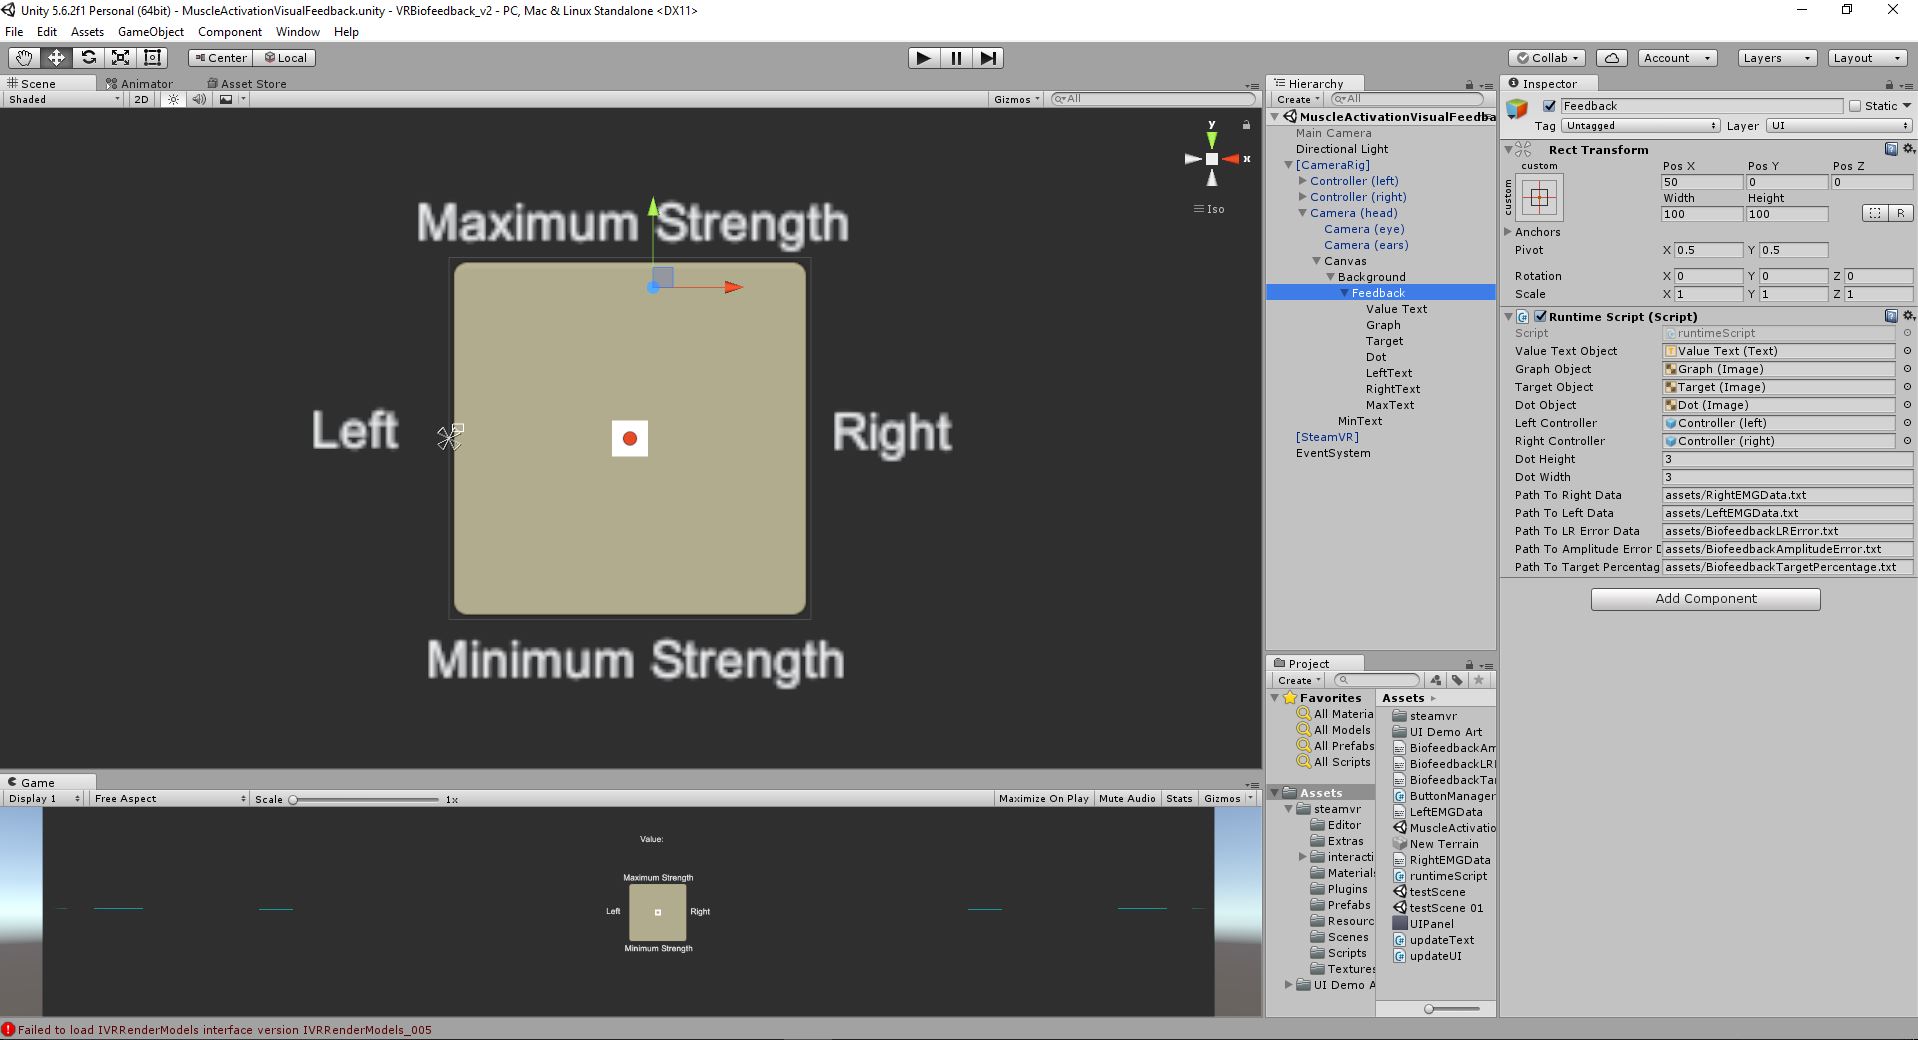 Unity 5.6.2f1 Personal (64bit) - MuscleActivationVisualFeedback.unity - VRBiofeedback_v2 - PC, Mac & Linux Standalone <DX11>
File Edit Assets GameObject Component Window Help
Center Local
Collab Account Layers Layout
Scene Animator Asset Store
Shaded 2D Gizmos All
y
x
Iso
Maximum Strength
Left
Right
Minimum Strength
Game
Display 1 Free Aspect Scale 1x Maximize On Play Mute Audio Stats Gizmos
Value:
Maximum Strength
Left
Right
Minimum Strength
Failed to load IVRRenderModels interface version IVRRenderModels_005
Hierarchy
Create All
MuscleActivationVisualFeedba
Main Camera
Directional Light
[CameraRig]
Controller (left)
Controller (right)
Camera (head)
Camera (eye)
Camera (ears)
Canvas
Background
Feedback
Value Text
Graph
Target
Dot
LeftText
RightText
MaxText
MinText
[SteamVR]
EventSystem
Project
Create
Favorites
All Materia
All Models
All Prefabs
All Scripts
Assets
steamvr
Editor
Extras
interacti
Materials
Plugins
Prefabs
Resourc
Scenes
Scripts
Textures
UI Demo A
Assets
steamvr
UI Demo Art
BiofeedbackAm
BiofeedbackLRI
BiofeedbackTar
ButtonManager
LeftEMGData
MuscleActivatio
New Terrain
RightEMGData
runtimeScript
testScene
testScene 01
UIPanel
updateText
updateUI
Inspector
Feedback Static
Tag Untagged Layer UI
Rect Transform
custom
custom
Pos X Pos Y Pos Z
50 0 0
Width Height
100 100
R
Anchors
Pivot X 0.5 Y 0.5
Rotation X 0 Y 0 Z 0
Scale X 1 Y 1 Z 1
Runtime Script (Script)
Script runtimeScript
Value Text Object Value Text (Text)
Graph Object Graph (Image)
Target Object Target (Image)
Dot Object Dot (Image)
Left Controller Controller (left)
Right Controller Controller (right)
Dot Height 3
Dot Width 3
Path To Right Data assets/RightEMGData.txt
Path To Left Data assets/LeftEMGData.txt
Path To LR Error Data assets/BiofeedbackLRError.txt
Path To Amplitude Error D assets/BiofeedbackAmplitudeError.txt
Path To Target Percentag assets/BiofeedbackTargetPercentage.txt
Add Component